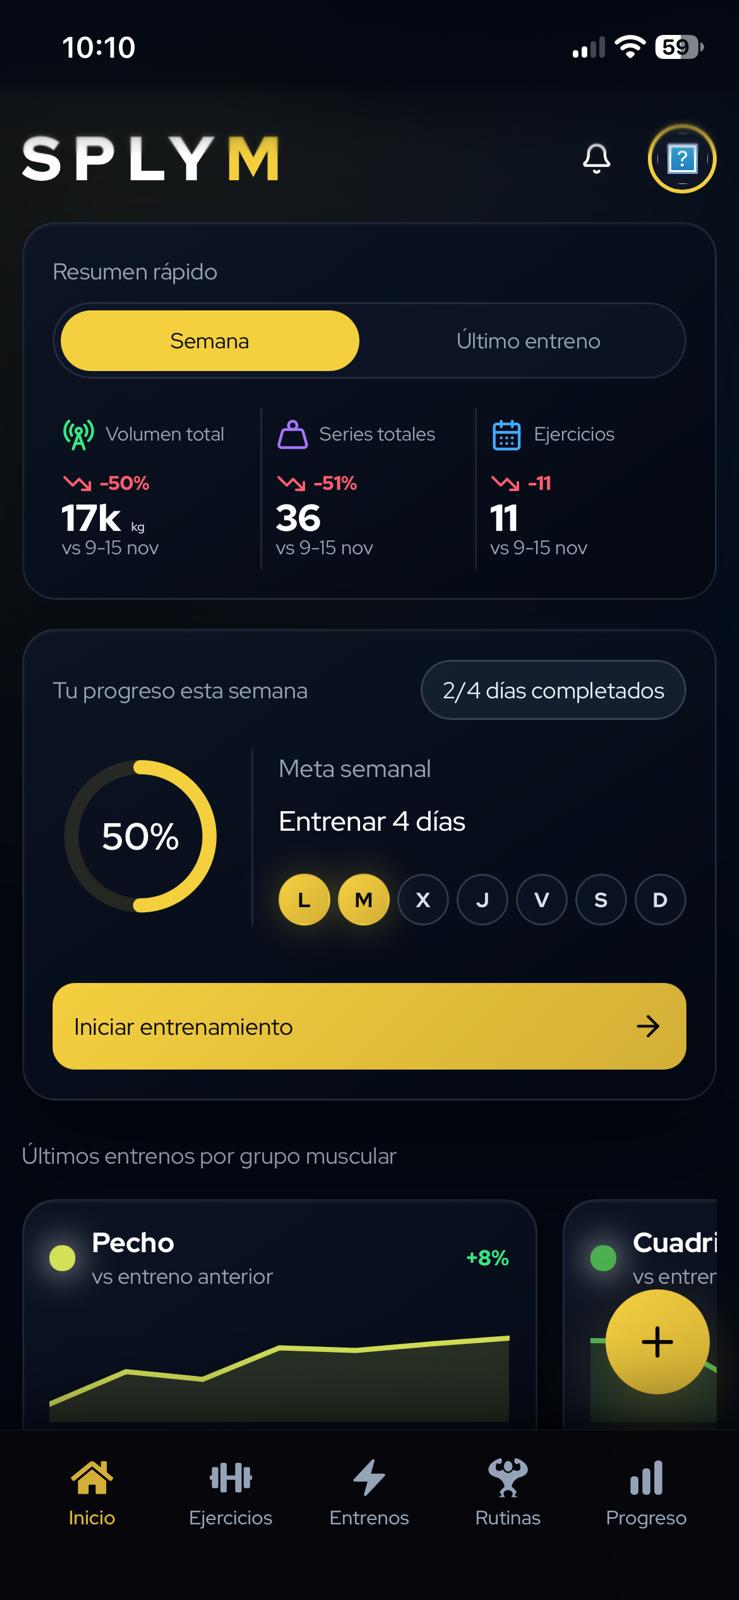 10:10
59
SPLYM
?
Resumen rápido
Semana
Último entreno
Volumen total
Series totales
Ejercicios
-50%
-51%
-11
17k kg
36
11
vs 9-15 nov
vs 9-15 nov
vs 9-15 nov
Tu progreso esta semana
2/4 días completados
50%
Meta semanal
Entrenar 4 días
L M X J V S D
Iniciar entrenamiento
Últimos entrenos por grupo muscular
Pecho
vs entreno anterior
+8%
Cuadri
vs entrer
+
Inicio
Ejercicios
Entrenos
Rutinas
Progreso